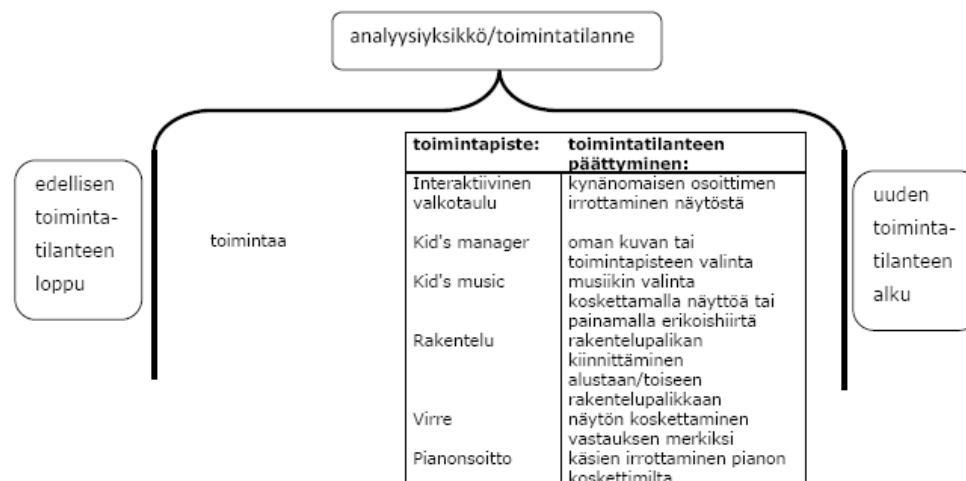 analyysiyksikkö/toimintatilanne
edellisen
toiminta-
tilanteen
loppu
toimintaa
toimintapiste: toimintatilanteen
päättyminen:
Interaktiivinen kynänomaisen osoittimen
valkotaulu irrottaminen näytöstä
Kid's manager oman kuvan tai
toimintapisteen valinta
Kid's music musiikin valinta
koskettamalla näyttöä tai
painamalla erikoishiirtä
Rakentelu rakentelupalikan
kiinnittäminen
alustaan/toiseen
rakentelupalikkaan
Virre näytön koskettaminen
vastauksen merkiksi
Pianonsoitto käsien irrottaminen pianon
koskettimilta
uuden
toiminta-
tilanteen
alku